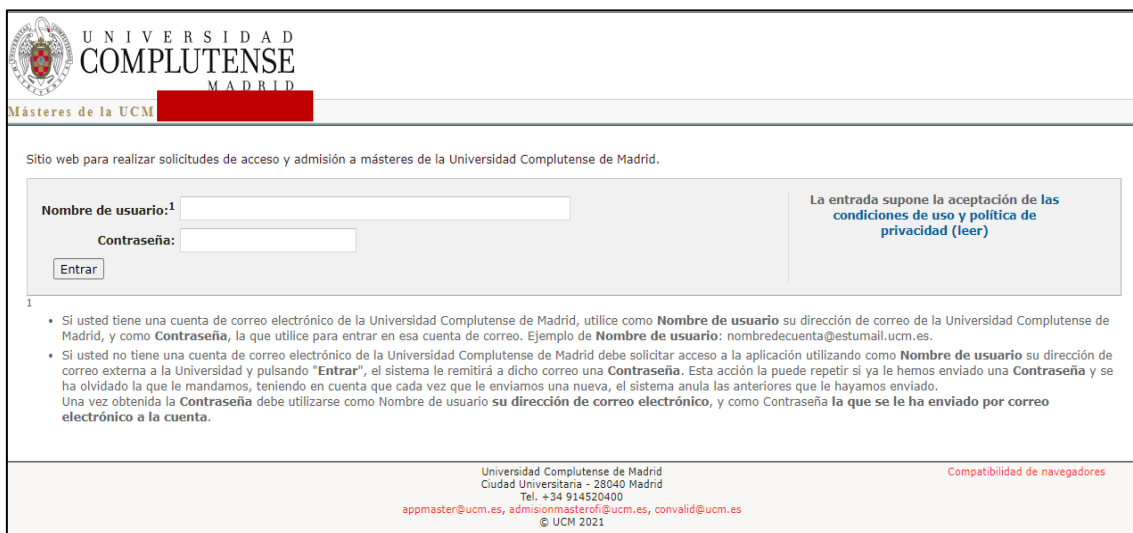 UNIVERSIDAD
COMPLUTENSE
MADRID
Másteres de la UCM
Sitio web para realizar solicitudes de acceso y admisión a másteres de la Universidad Complutense de Madrid.
Nombre de usuario:1
Contraseña:
Entrar
La entrada supone la aceptación de las
condiciones de uso y política de
privacidad (leer)
1
• Si usted tiene una cuenta de correo electrónico de la Universidad Complutense de Madrid, utilice como Nombre de usuario su dirección de correo de la Universidad Complutense de
Madrid, y como Contraseña, la que utilice para entrar en esa cuenta de correo. Ejemplo de Nombre de usuario: nombredecuenta@estumail.ucm.es.
• Si usted no tiene una cuenta de correo electrónico de la Universidad Complutense de Madrid debe solicitar acceso a la aplicación utilizando como Nombre de usuario su dirección de
correo externa a la Universidad y pulsando "Entrar", el sistema le remitirá a dicho correo una Contraseña. Esta acción la puede repetir si ya le hemos enviado una Contraseña y se
ha olvidado la que le mandamos, teniendo en cuenta que cada vez que le enviamos una nueva, el sistema anula las anteriores que le hayamos enviado.
Una vez obtenida la Contraseña debe utilizarse como Nombre de usuario su dirección de correo electrónico, y como Contraseña la que se le ha enviado por correo
electrónico a la cuenta.
Universidad Complutense de Madrid
Ciudad Universitaria - 28040 Madrid
Tel. +34 914520400
appmaster@ucm.es, admisionmasterofi@ucm.es, convalid@ucm.es
© UCM 2021
Compatibilidad de navegadores